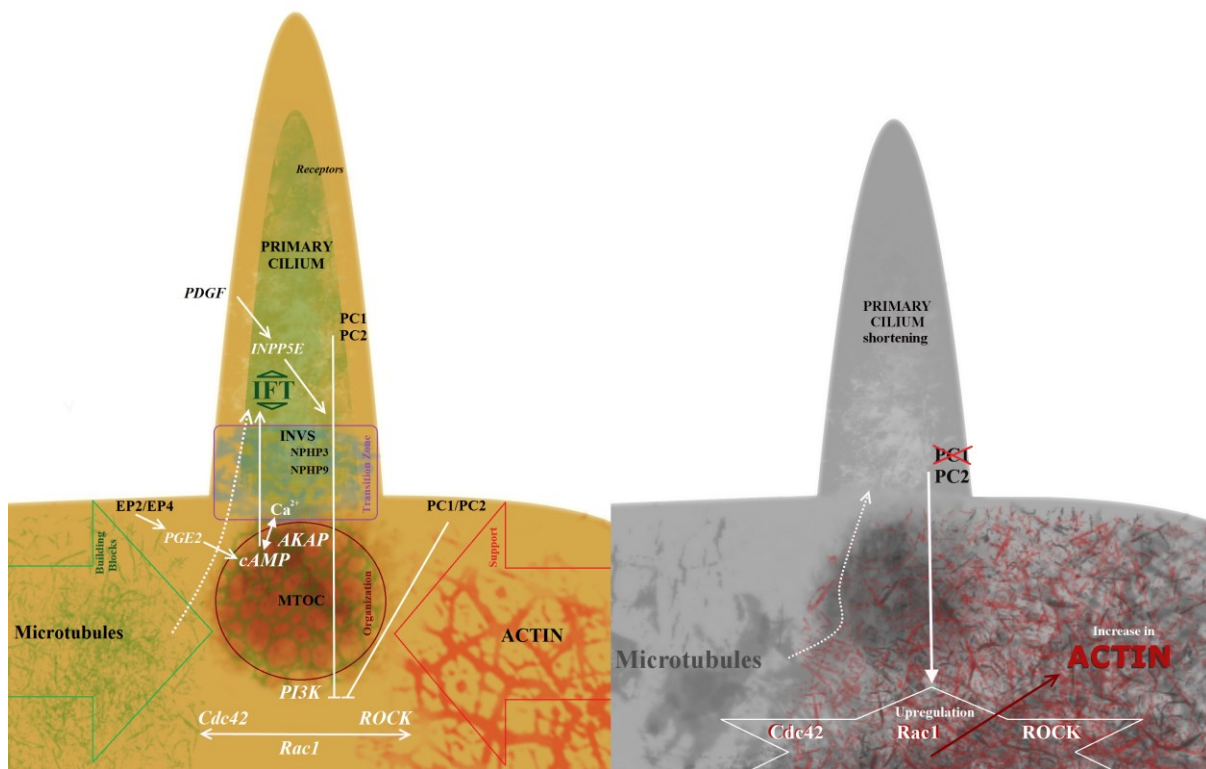 Receptors
PRIMARY
CILIUM
PDGF
PC1
PC2
INPP5E
IFT
INVS
NPHP3
NPHP9
Transition Zone
EP2/EP4
PGE2
Ca2+
AKAP
cAMP
PC1/PC2
Building
Blocks
Support
Organization
MTOC
Microtubules
ACTIN
PI3K
Cdc42
ROCK
Rac1
PRIMARY
CILIUM
shortening
PC1
PC2
Microtubules
Increase in
ACTIN
Upregulation
Cdc42
Rac1
ROCK